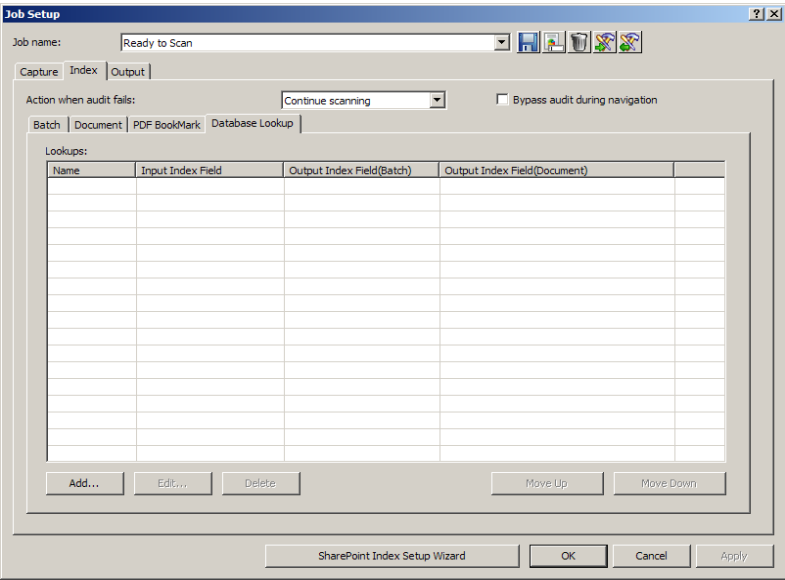 Job Setup
Job name: Ready to Scan
Capture Index Output
Action when audit fails: Continue scanning Bypass audit during navigation
Batch Document PDF BookMark Database Lookup
Lookups:
Name Input Index Field Output Index Field(Batch) Output Index Field(Document)
Add... Edit... Delete Move Up Move Down
SharePoint Index Setup Wizard OK Cancel Apply